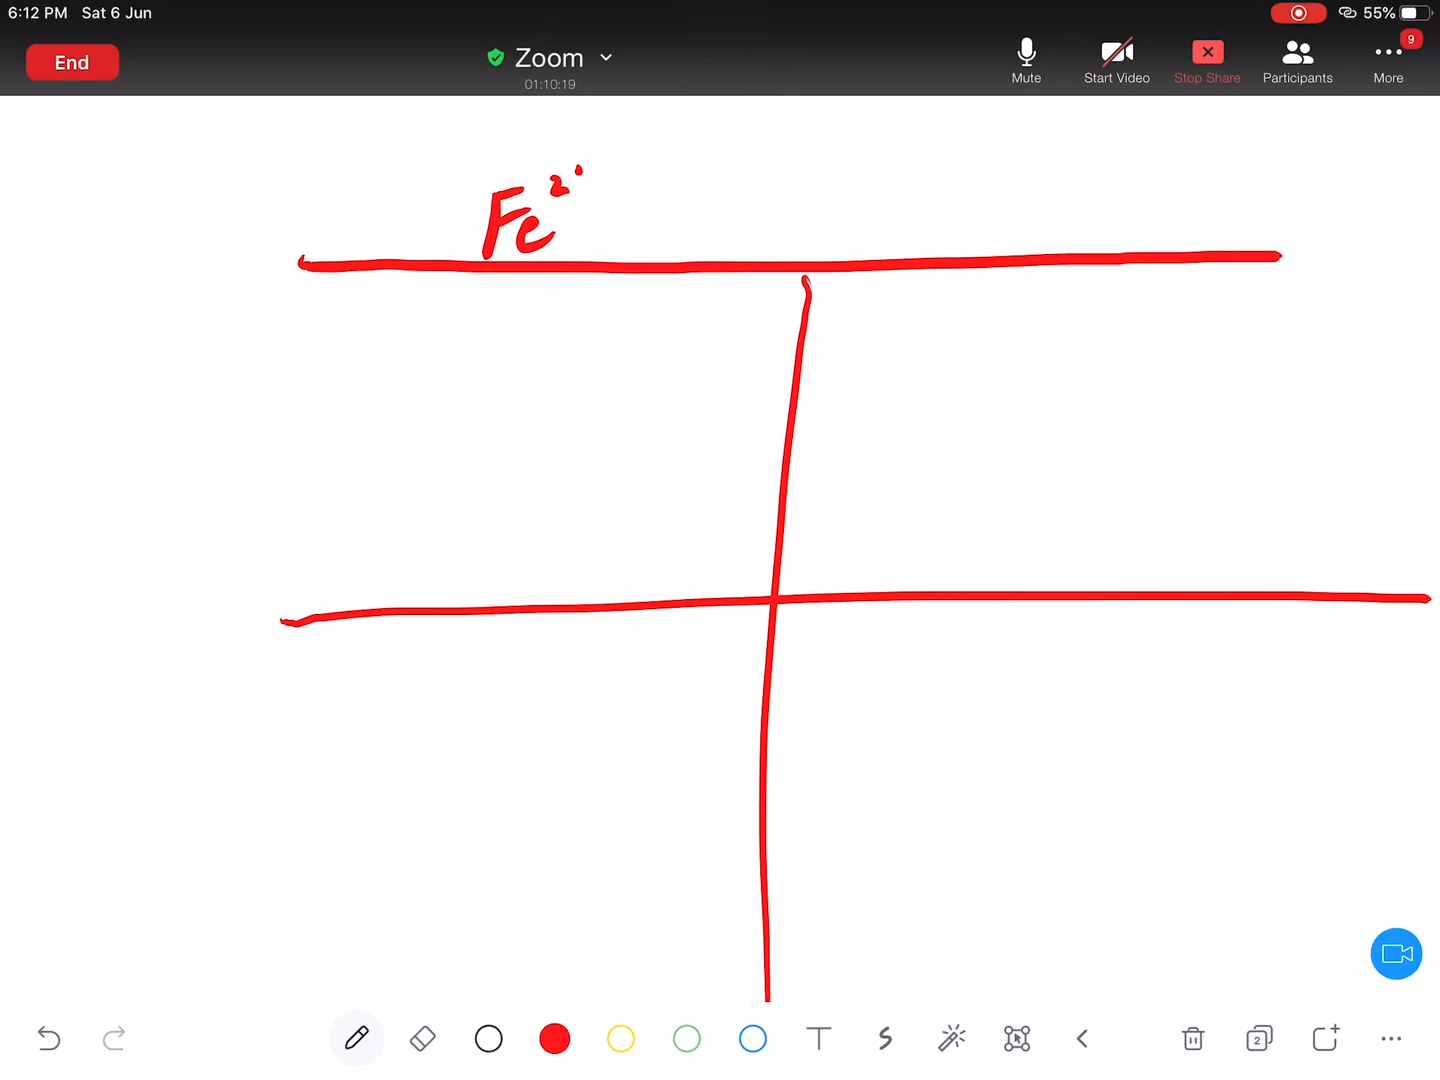 6:12 PM Sat 6 Jun
55%
End
Zoom
01:10:19
Mute
Start Video
Stop Share
Participants
9
More
Fe²˙
2